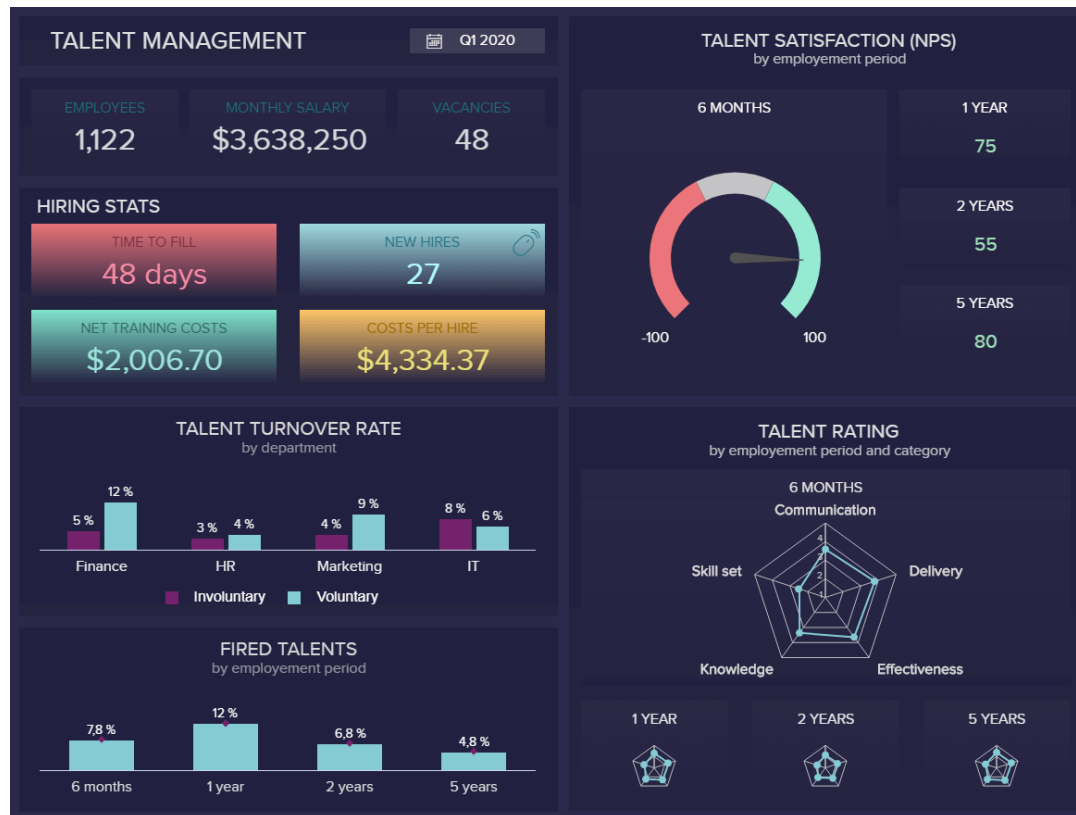 TALENT MANAGEMENT
Q1 2020
EMPLOYEES
1,122
MONTHLY SALARY
$3,638,250
VACANCIES
48
HIRING STATS
TIME TO FILL
48 days
NEW HIRES
27
NET TRAINING COSTS
$2,006.70
COSTS PER HIRE
$4,334.37
TALENT SATISFACTION (NPS)
by employement period
6 MONTHS
-100
100
1 YEAR
75
2 YEARS
55
5 YEARS
80
TALENT TURNOVER RATE
by department
5 %
12 %
3 %
4 %
4 %
9 %
8 %
6 %
Finance
HR
Marketing
IT
Involuntary
Voluntary
FIRED TALENTS
by employement period
7,8 %
12 %
6,8 %
4,8 %
6 months
1 year
2 years
5 years
TALENT RATING
by employement period and category
6 MONTHS
Communication
4
3
2
1
Skill set
Delivery
Knowledge
Effectiveness
1 YEAR
2 YEARS
5 YEARS